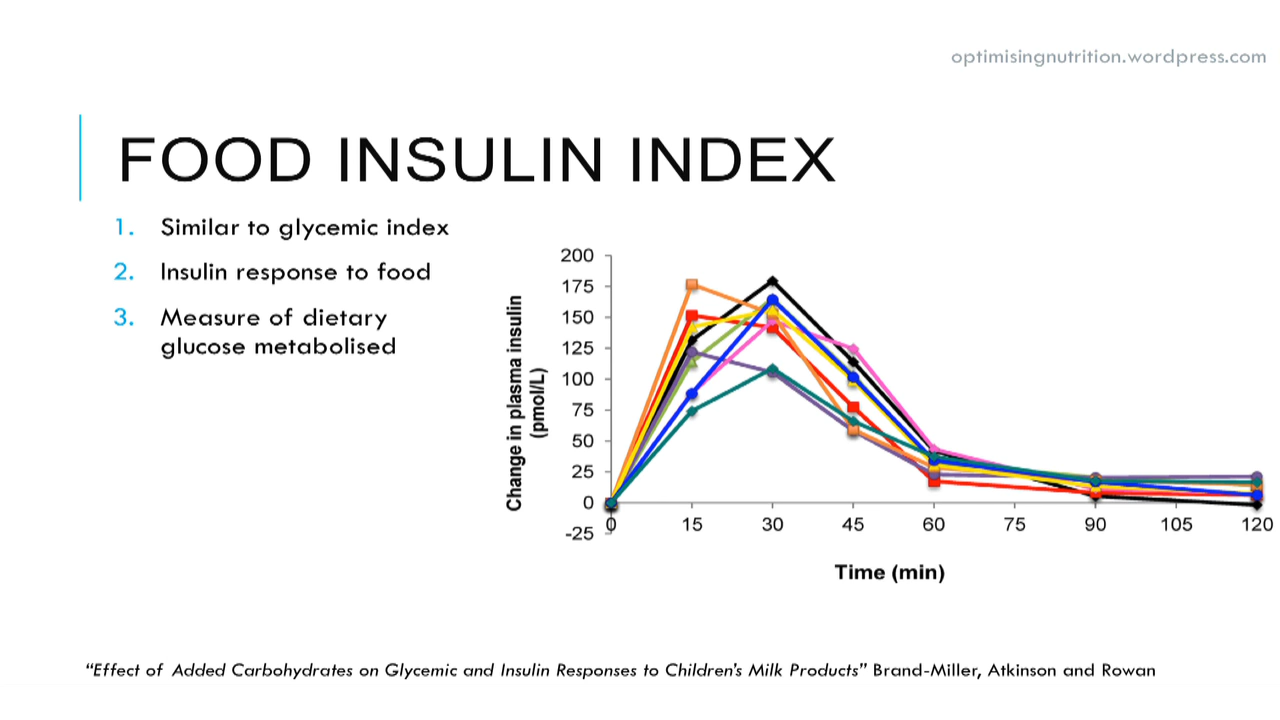 optimisingnutrition.wordpress.com
FOOD INSULIN INDEX
1. Similar to glycemic index
2. Insulin response to food
3. Measure of dietary
glucose metabolised
Change in plasma insulin
(pmol/L)
200
175
150
125
100
75
50
25
0
-25
0 15 30 45 60 75 90 105 120
Time (min)
“Effect of Added Carbohydrates on Glycemic and Insulin Responses to Children’s Milk Products” Brand-Miller, Atkinson and Rowan